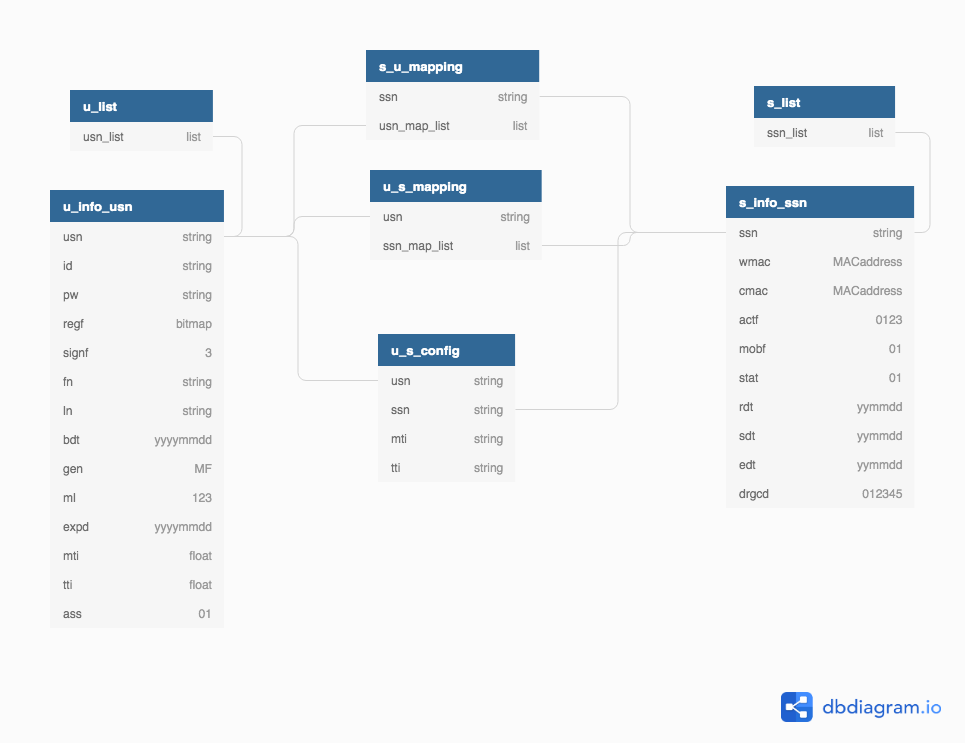 u_list
usn_list list
u_info_usn
usn string
id string
pw string
regf bitmap
signf 3
fn string
ln string
bdt yyyymmdd
gen MF
ml 123
expd yyyymmdd
mti float
tti float
ass 01
s_u_mapping
ssn string
usn_map_list list
u_s_mapping
usn string
ssn_map_list list
u_s_config
usn string
ssn string
mti string
tti string
s_list
ssn_list list
s_info_ssn
ssn string
wmac MACaddress
cmac MACaddress
actf 0123
mobf 01
stat 01
rdt yymmdd
sdt yymmdd
edt yymmdd
drgcd 012345
dbdiagram.io